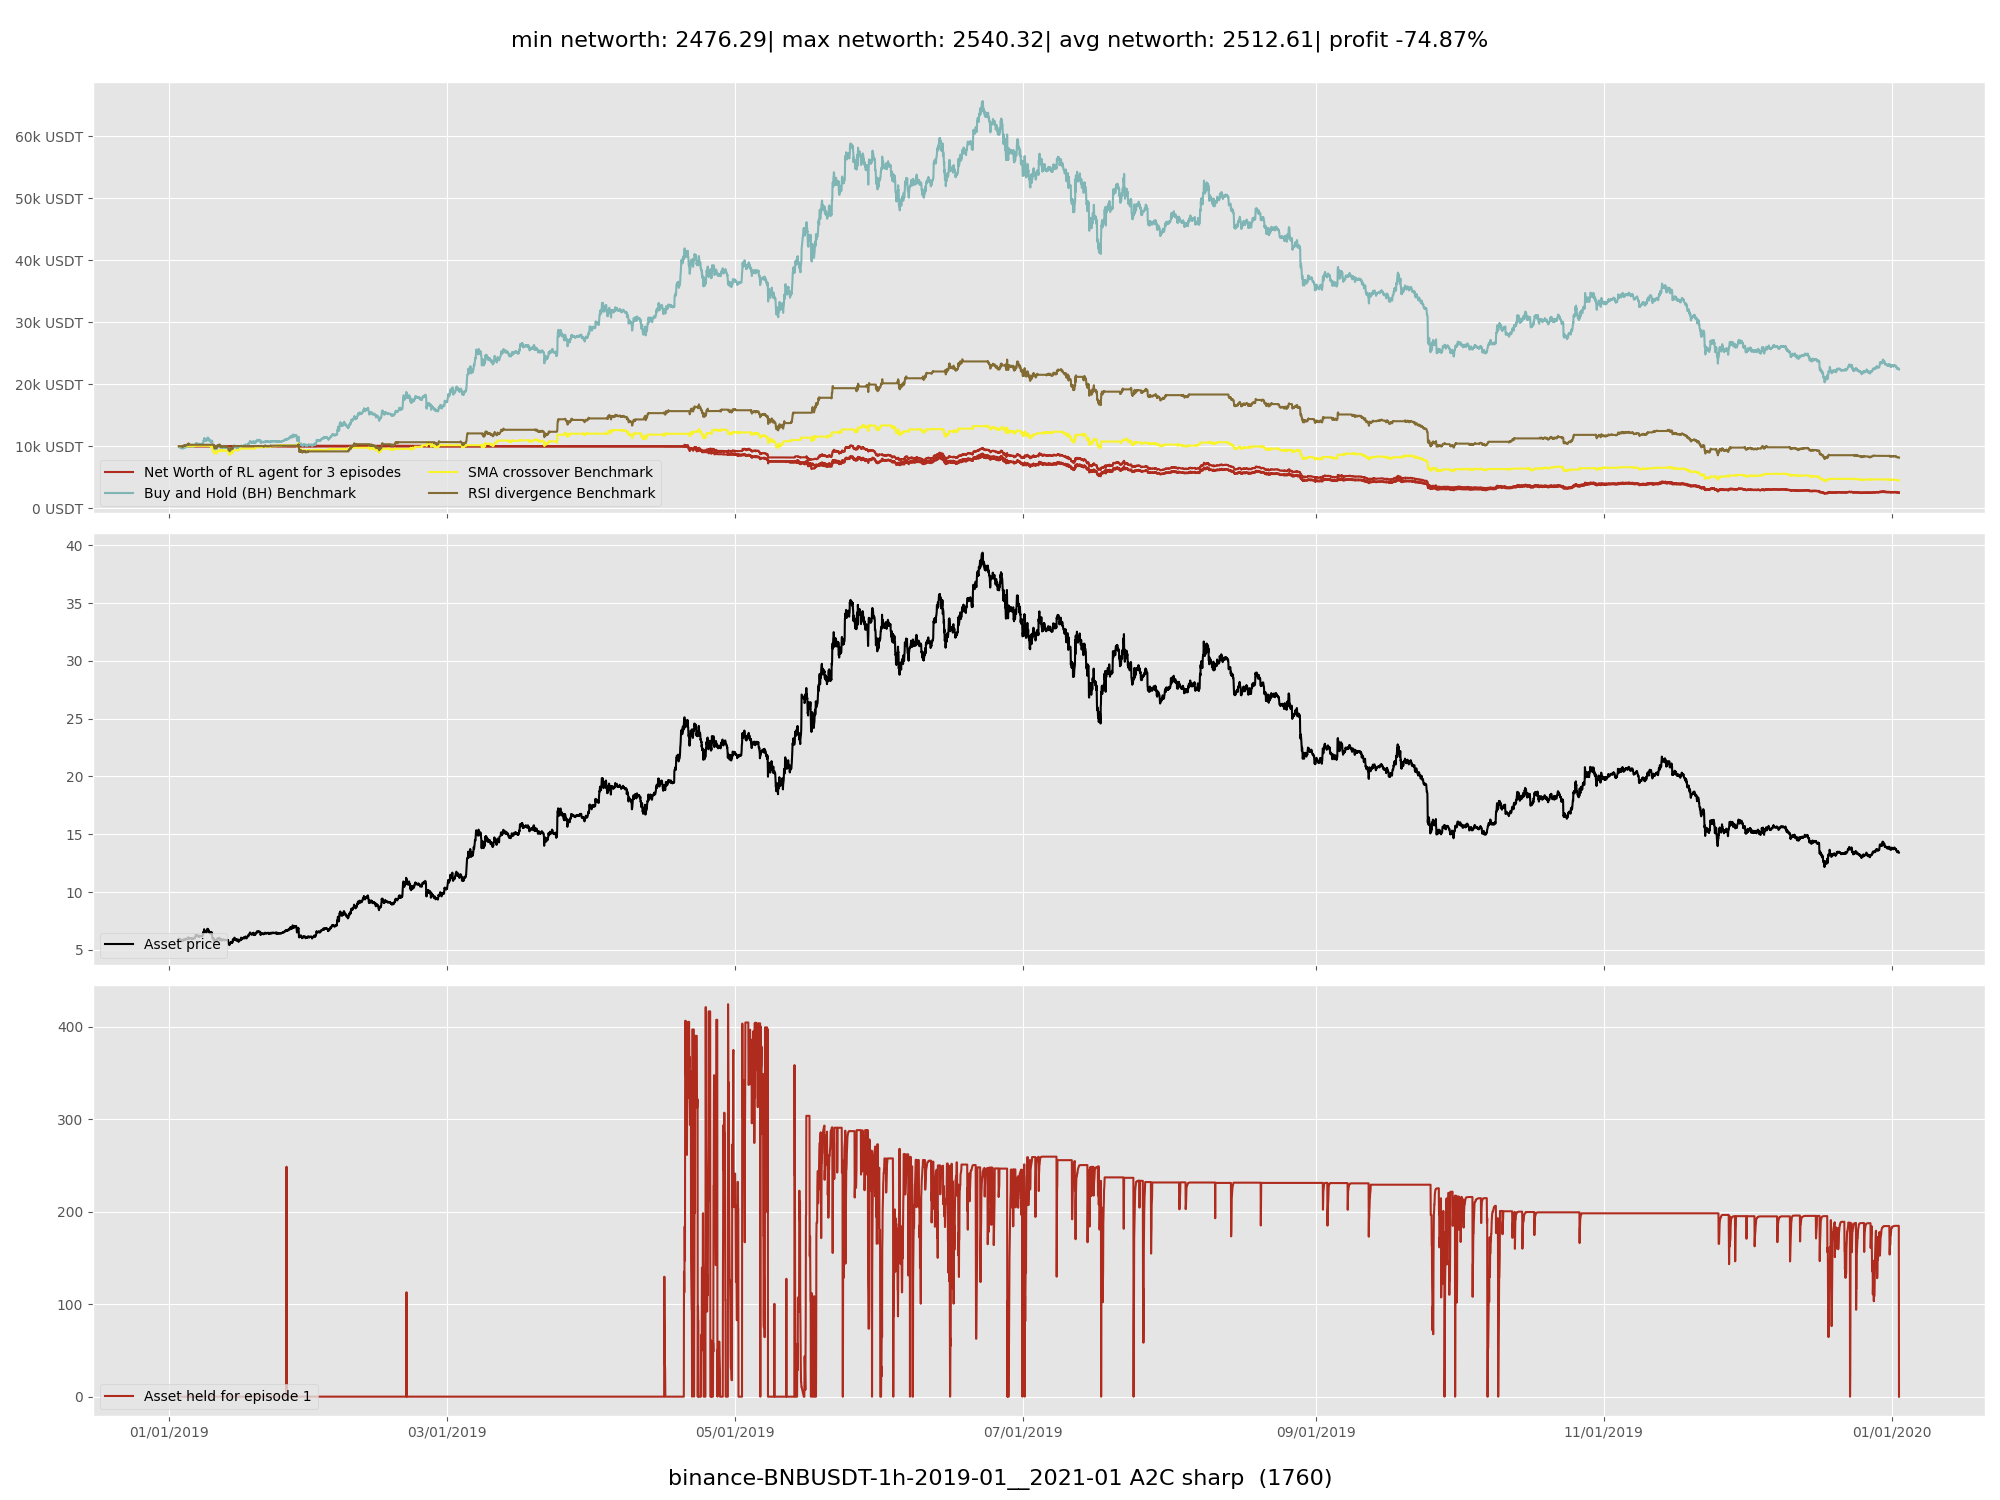 min networth: 2476.29| max networth: 2540.32| avg networth: 2512.61| profit -74.87%
60k USDT
50k USDT
40k USDT
30k USDT
20k USDT
10k USDT
0 USDT
Net Worth of RL agent for 3 episodes
Buy and Hold (BH) Benchmark
SMA crossover Benchmark
RSI divergence Benchmark
40
35
30
25
20
15
10
5
Asset price
400
300
200
100
0
Asset held for episode 1
01/01/2019
03/01/2019
05/01/2019
07/01/2019
09/01/2019
11/01/2019
01/01/2020
binance-BNBUSDT-1h-2019-01__2021-01 A2C sharp  (1760)